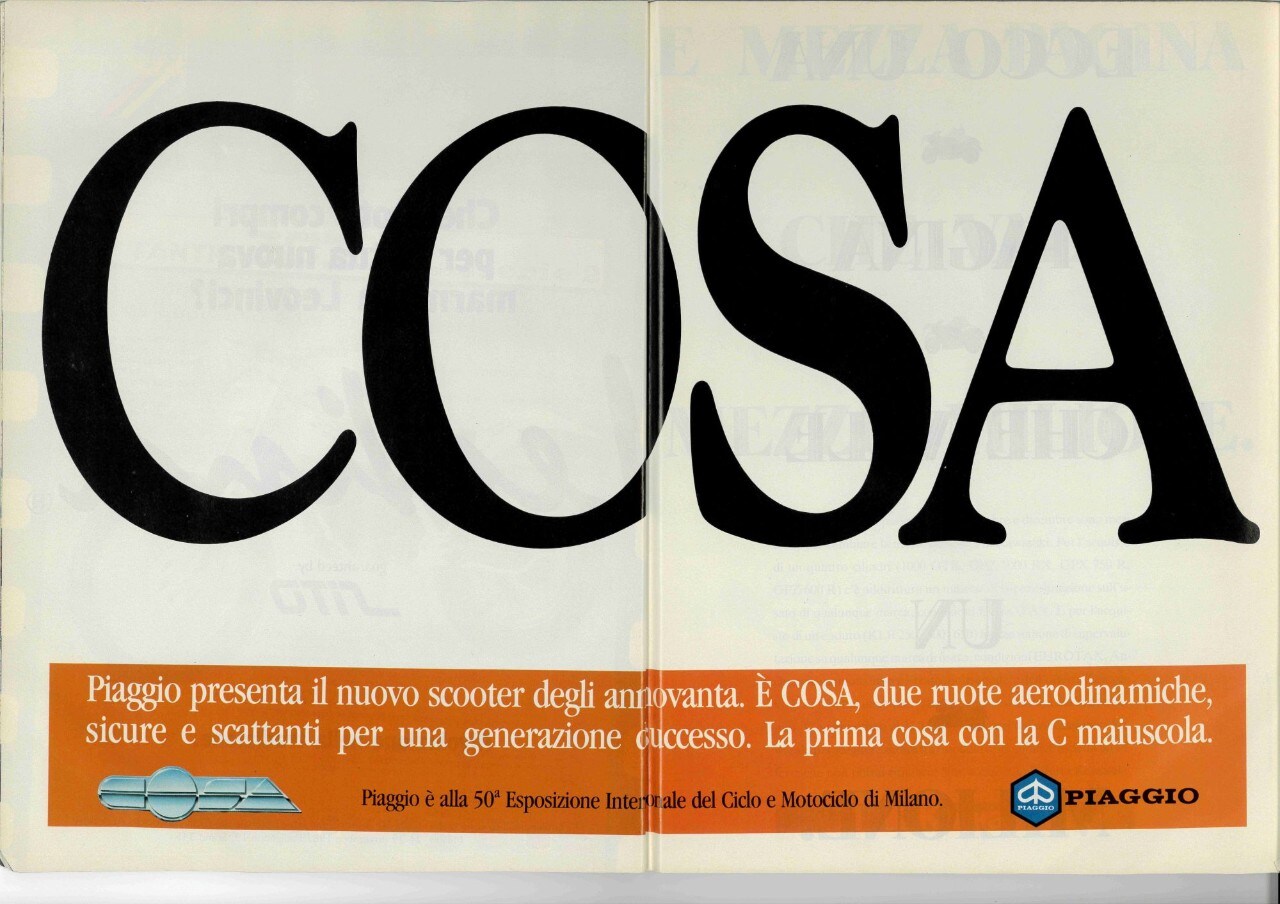 COSA
Piaggio presenta il nuovo scooter degli annovanta. È COSA, due ruote aerodinamiche,
sicure e scattanti per una generazione successo. La prima cosa con la C maiuscola.
COSA
Piaggio è alla 50ª Esposizione Internale del Ciclo e Motociclo di Milano.
PIAGGIO
PIAGGIO